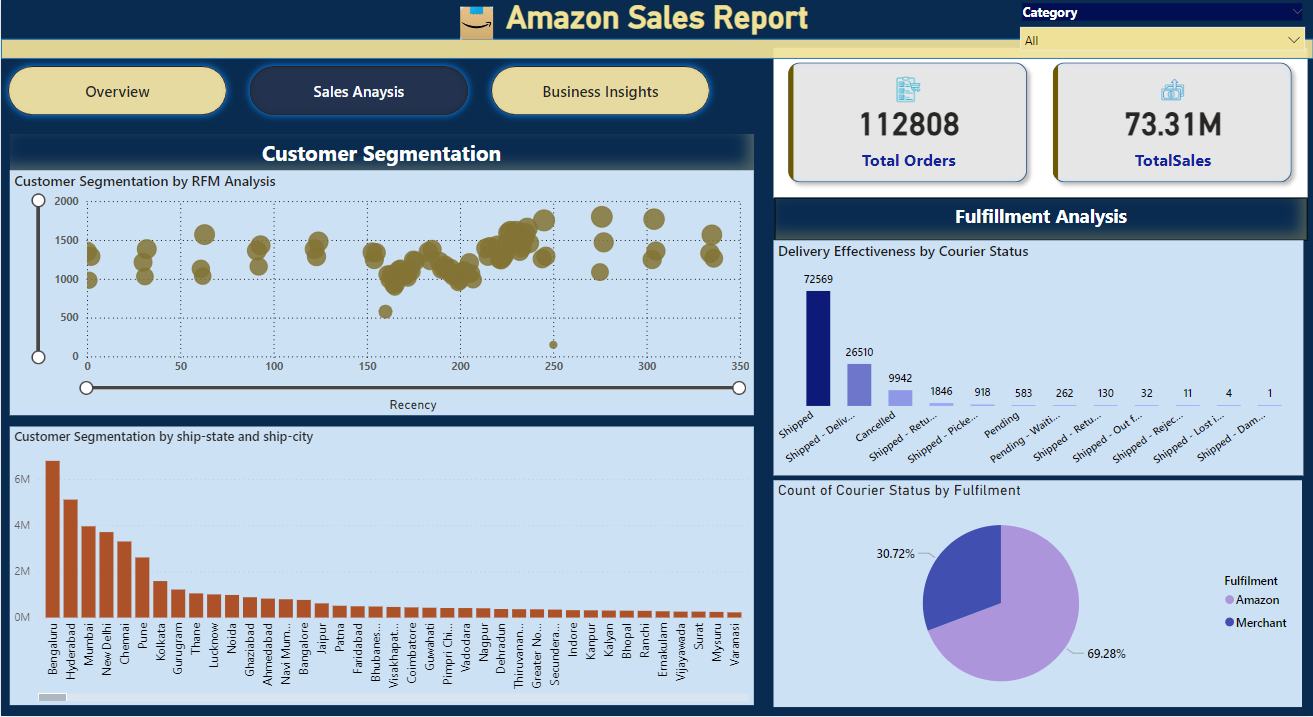 Amazon Sales Report
Category
All
Overview
Sales Anaysis
Business Insights
112808
Total Orders
73.31M
TotalSales
Customer Segmentation
Customer Segmentation by RFM Analysis
2000
1500
1000
500
0
0 50 100 150 200 250 300 350
Recency
Customer Segmentation by ship-state and ship-city
6M
4M
2M
0M
Bengaluru
Hyderabad
Mumbai
New Delhi
Chennai
Pune
Kolkata
Gurugram
Thane
Lucknow
Noida
Ghaziabad
Ahmedabad
Navi Mum...
Bangalore
Jaipur
Patna
Faridabad
Bhubanes...
Visakhapat...
Coimbatore
Guwahati
Pimpri Chi...
Vadodara
Nagpur
Dehradun
Thiruvanan...
Greater No...
Secundera...
Indore
Kanpur
Kalyan
Bhopal
Ranchi
Ernakulam
Vijayawada
Surat
Mysuru
Varanasi
Fulfillment Analysis
Delivery Effectiveness by Courier Status
72569
26510
9942
1846
918
583
262
130
32
11
4
1
Shipped
Shipped - Deliv...
Cancelled
Shipped - Retu...
Shipped - Picke...
Pending
Pending - Waiti...
Shipped - Retu...
Shipped - Out f...
Shipped - Rejec...
Shipped - Lost i...
Shipped - Dam...
Count of Courier Status by Fulfilment
30.72%
69.28%
Fulfilment
Amazon
Merchant